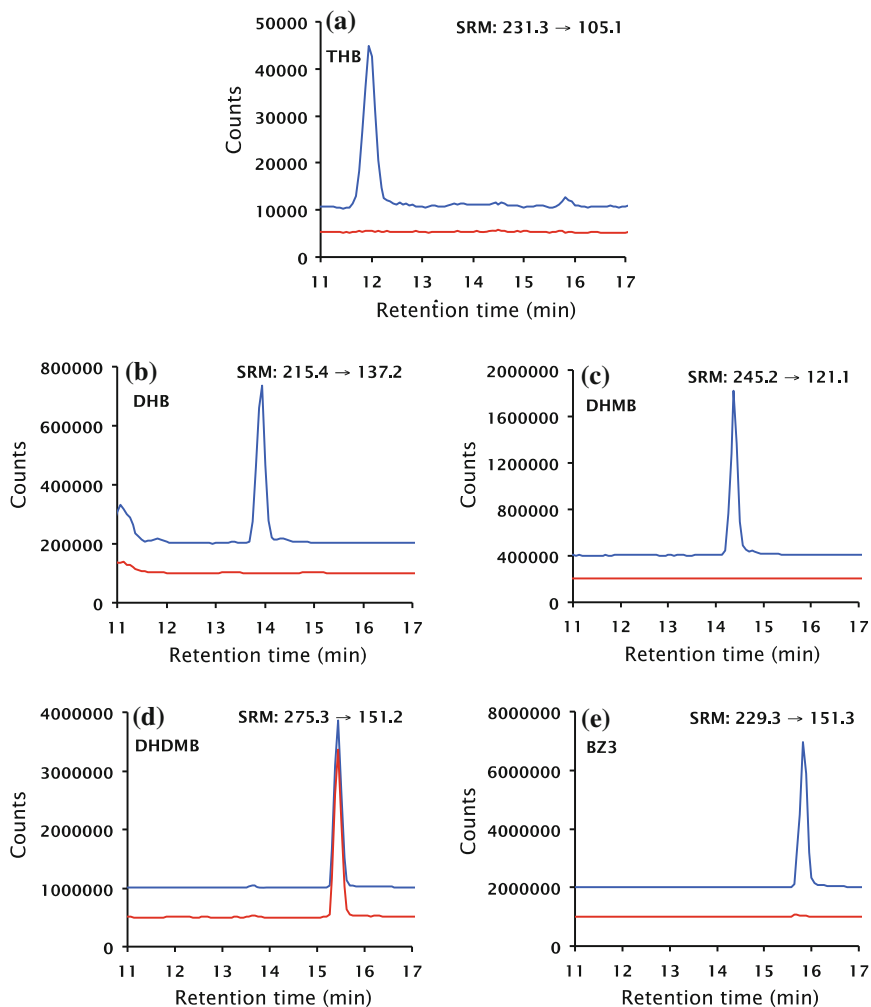 (a)
SRM: 231.3 → 105.1
THB
50000
40000
30000
20000
10000
0
Counts
11 12 13 14 15 16 17
Retention time (min)
(b)
SRM: 215.4 → 137.2
DHB
800000
600000
400000
200000
0
Counts
11 12 13 14 15 16 17
Retention time (min)
(c)
SRM: 245.2 → 121.1
DHMB
2000000
1600000
1200000
800000
400000
0
Counts
11 12 13 14 15 16 17
Retention time (min)
(d)
SRM: 275.3 → 151.2
DHDMB
4000000
3000000
2000000
1000000
0
Counts
11 12 13 14 15 16 17
Retention time (min)
(e)
SRM: 229.3 → 151.3
BZ3
8000000
6000000
4000000
2000000
0
Counts
11 12 13 14 15 16 17
Retention time (min)